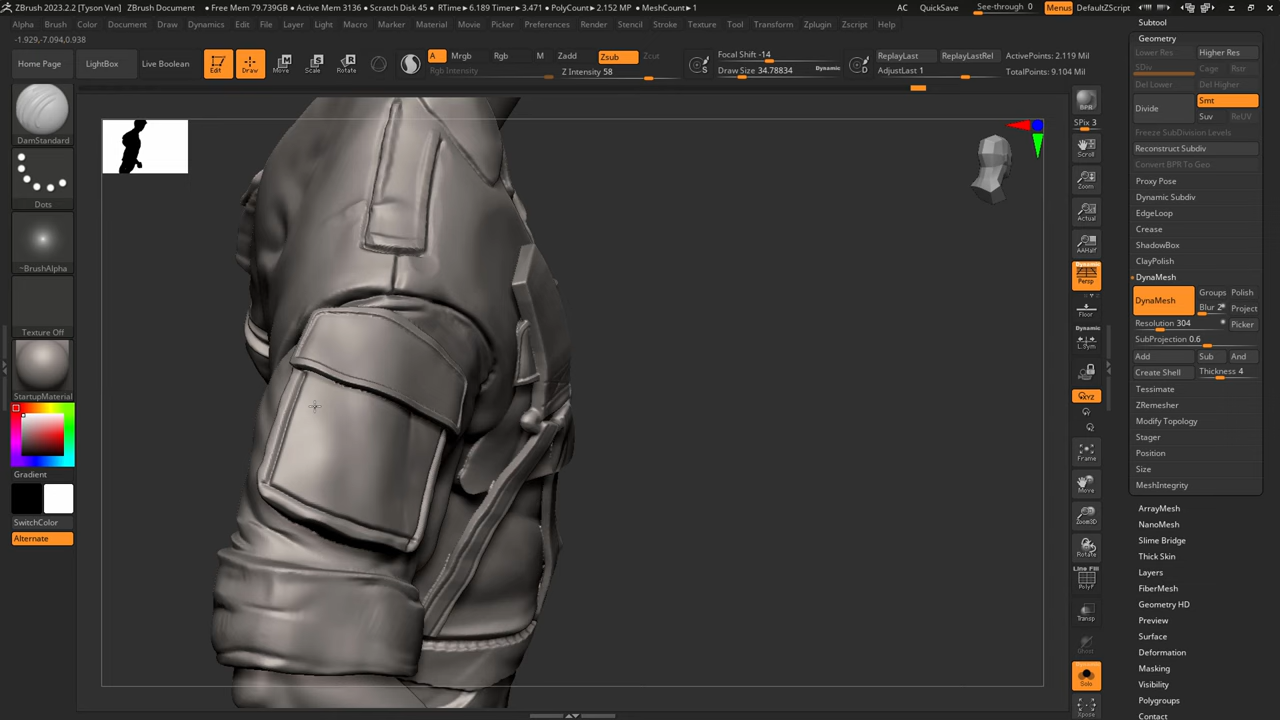 ZBrush 2023.2.2 [Tyson Van] ZBrush Document ● Free Mem 79.739GB ● Active Mem 3136 ● Scratch Disk 45 ● RTime▸6.189 Timer▸3.471 ● PolyCount▸2.152 MP ● MeshCount▸1 AC QuickSave See-through 0 Menus DefaultZScript
Alpha Brush Color Document Draw Dynamics Edit File Layer Light Macro Marker Material Movie Picker Preferences Render Stencil Stroke Texture Tool Transform Zplugin Zscript Help
-1.929,-7.094,0.938
Home Page LightBox Live Boolean Edit Draw Move Scale Rotate A Mrgb Rgb M Zadd Zsub Zcut
Rgb Intensity Z Intensity 58
Focal Shift -14
Draw Size 34.78834 Dynamic
ReplayLast ReplayLastRel ActivePoints: 2.119 Mil
AdjustLast 1 TotalPoints: 9.104 Mil
DamStandard
Dots
~BrushAlpha
Texture Off
StartupMaterial
Gradient
SwitchColor
Alternate
BPR
SPix 3
Scroll
Zoom
Actual
AAHalf
Dynamic
Persp
Floor
Dynamic
L.Sym
XYZ
Frame
Move
Zoom3D
Rotate
Line Fill
PolyF
Transp
Ghost
Dynamic
Solo
Xpose
Subtool
Geometry
Lower Res Higher Res
SDiv Cage Rstr
Del Lower Del Higher
Divide Smt
Suv ReUV
Freeze SubDivision Levels
Reconstruct Subdiv
Convert BPR To Geo
Proxy Pose
Dynamic Subdiv
EdgeLoop
Crease
ShadowBox
ClayPolish
DynaMesh
DynaMesh Groups Polish
Blur 2 Project
Resolution 304 Picker
SubProjection 0.6
Add Sub And
Create Shell Thickness 4
Tessimate
ZRemesher
Modify Topology
Stager
Position
Size
MeshIntegrity
ArrayMesh
NanoMesh
Slime Bridge
Thick Skin
Layers
FiberMesh
Geometry HD
Preview
Surface
Deformation
Masking
Visibility
Polygroups
Contact